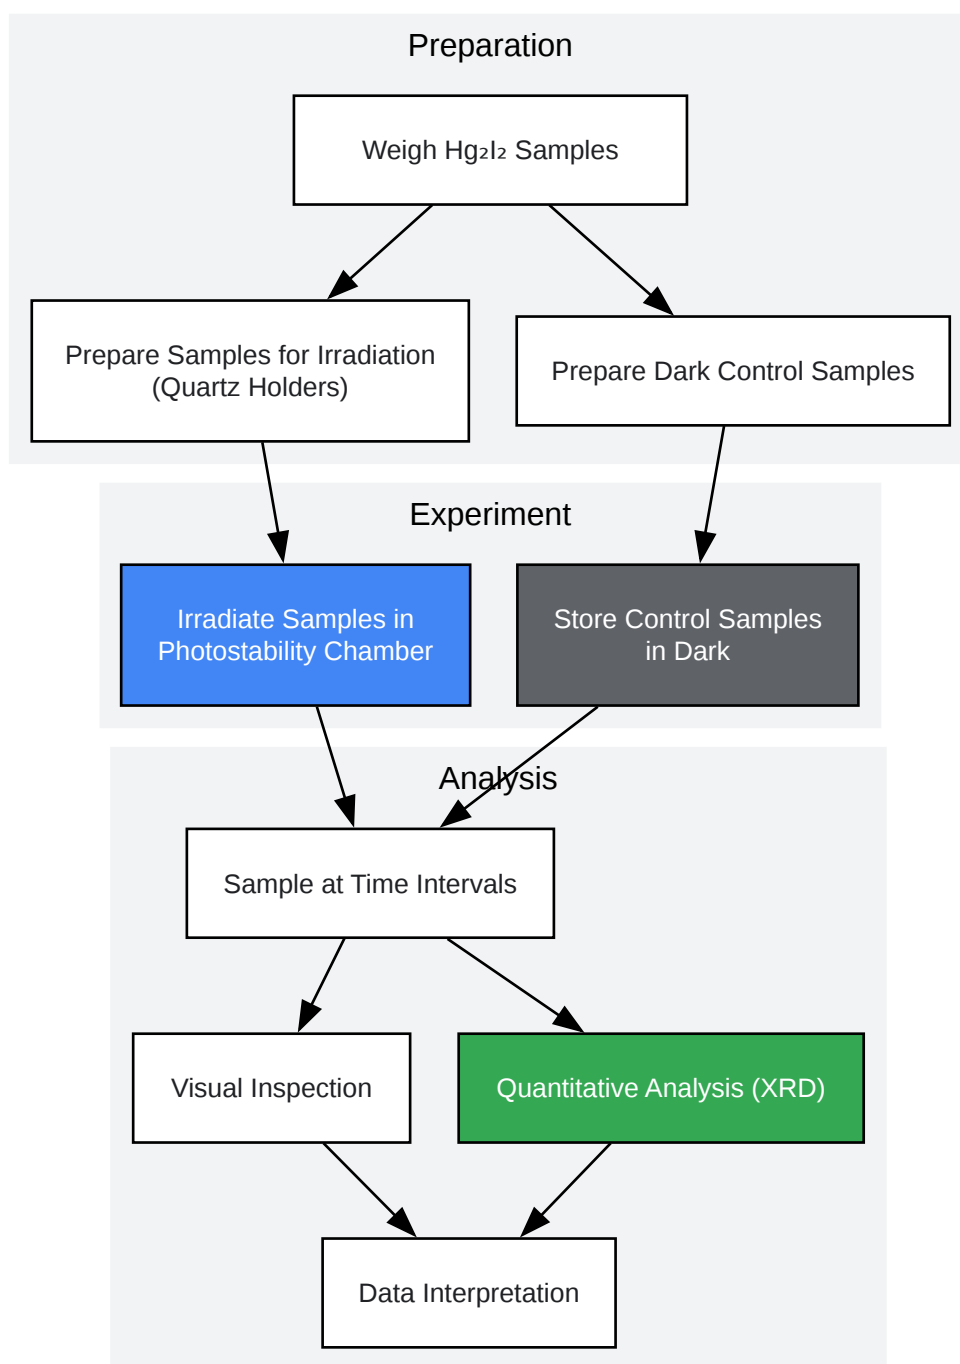 Preparation
Weigh Hg₂I₂ Samples
Prepare Samples for Irradiation
(Quartz Holders)
Prepare Dark Control Samples
Experiment
Irradiate Samples in
Photostability Chamber
Store Control Samples
in Dark
Analysis
Sample at Time Intervals
Visual Inspection
Quantitative Analysis (XRD)
Data Interpretation